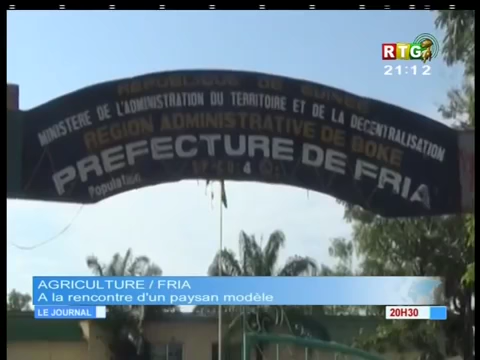 RTG
21:12
REPUBLIQUE DE GUINEE
MINISTERE DE L'ADMINISTRATION DU TERRITOIRE ET DE LA DECENTRALISATION
REGION ADMINISTRATIVE DE BOKE
PREFECTURE DE FRIA
Population
AGRICULTURE / FRIA
A la rencontre d'un paysan modèle
LE JOURNAL
20H30